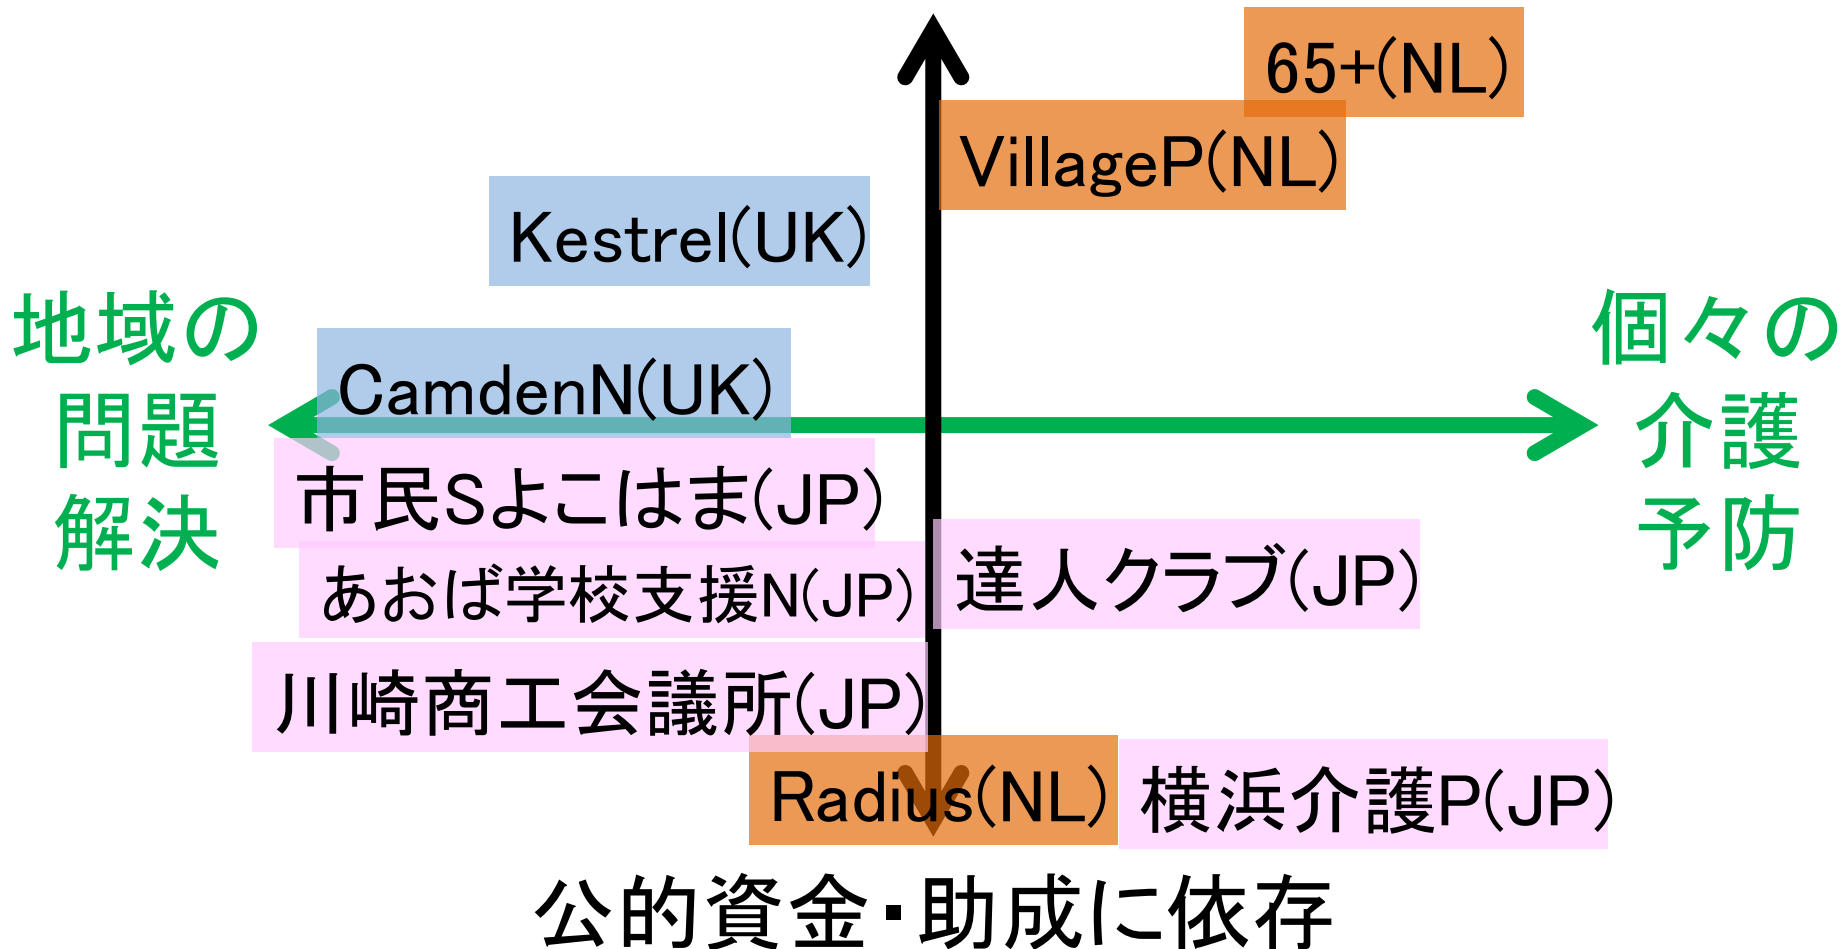 65+(NL)
VillageP(NL)
Kestrel(UK)
地域の
問題
解決
個々の
介護
予防
CamdenN(UK)
市民Sよこはま(JP)
あおば学校支援N(JP)
達人クラブ(JP)
川崎商工会議所(JP)
Radius(NL)
横浜介護P(JP)
公的資金・助成に依存